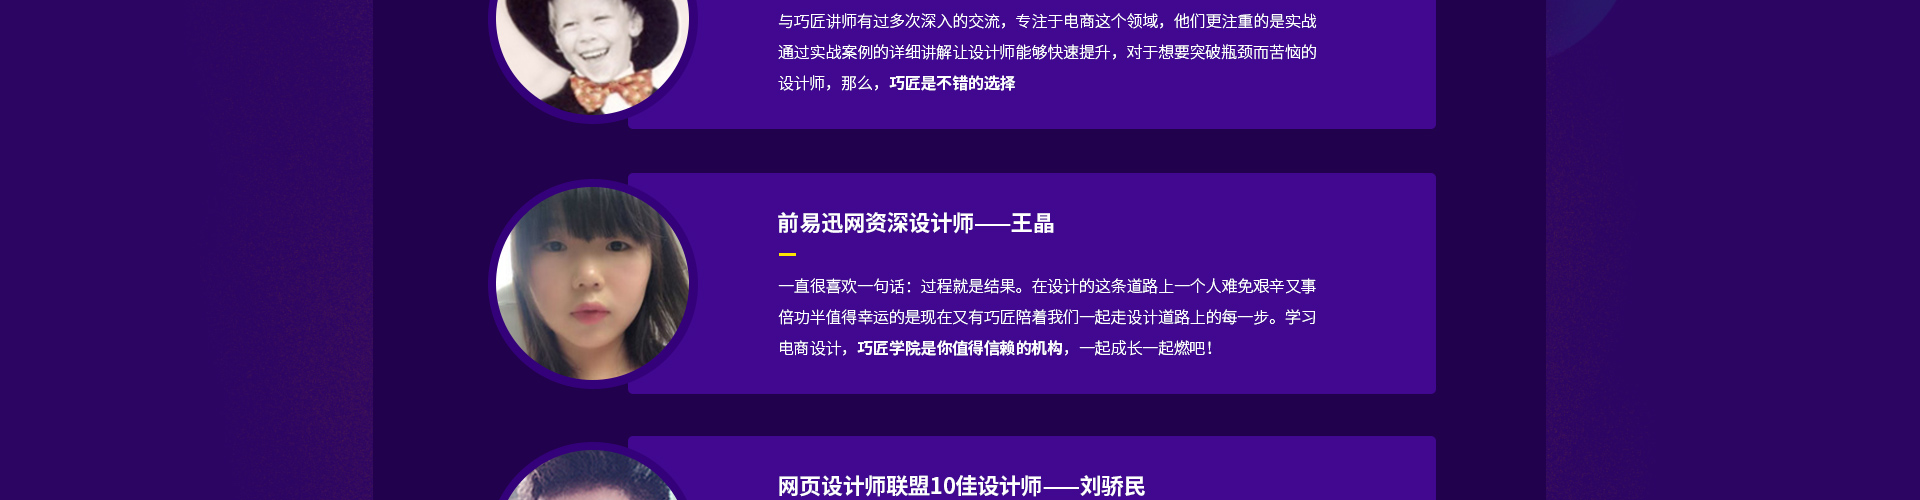 与巧匠讲师有过多次深入的交流，专注于电商这个领域，他们更注重的是实战
通过实战案例的详细讲解让设计师能够快速提升，对于想要突破瓶颈而苦恼的
设计师，那么，巧匠是不错的选择
前易迅网资深设计师——王晶
一直很喜欢一句话：过程就是结果。在设计的这条道路上一个人难免艰辛又事
倍功半值得幸运的是现在又有巧匠陪着我们一起走设计道路上的每一步。学习
电商设计，巧匠学院是你值得信赖的机构，一起成长一起燃吧！
网页设计师联盟10佳设计师——刘骄民